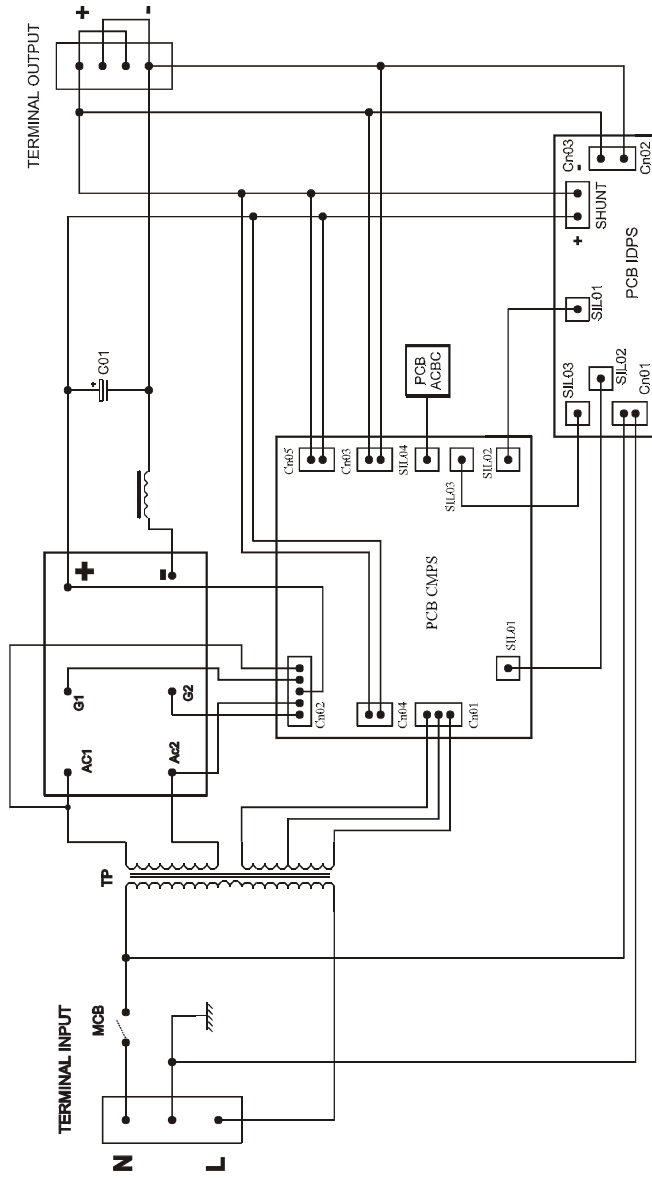 TERMINAL OUTPUT
+
-
C01
+
TERMINAL INPUT
N
L
MCB
TP
AC1
Ac2
G1
G2
+
-
PCB CMPS
Cn02
Cn04
Cn01
SIL01
Cn05
Cn03
SIL04
SIL03
SIL02
PCB
ACBC
PCB IDPS
Cn03
-
Cn02
SHUNT
+
SIL01
SIL03
SIL02
Cn01